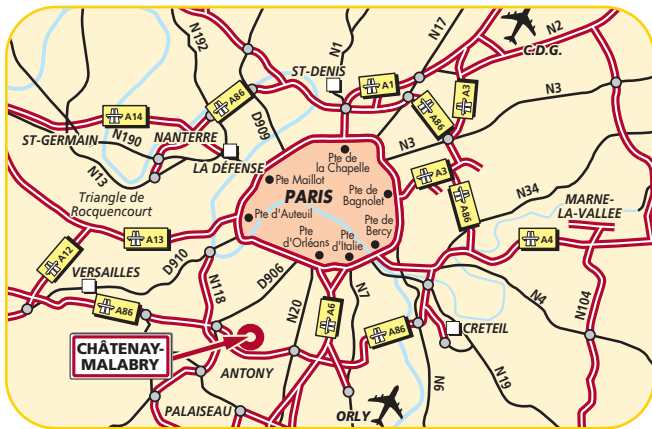 N192
N1
N17
N2
C.D.G.
ST-DENIS
A1
A3
N3
A86
A86
D909
A14
ST-GERMAIN
N190
NANTERRE
LA DÉFENSE
N13
N3
Pte de
la Chapelle
A3
Pte Maillot
PARIS
Pte de
Bagnolet
N34
Triangle de
Rocquencourt
MARNE-
LA-VALLEE
A86
Pte d'Auteuil
Pte de
Bercy
Pte
d'Orléans
Pte
d'Italie
A13
A12
A4
D910
VERSAILLES
N118
D906
N7
N4
N104
A86
N20
A6
A86
CRETEIL
CHÂTENAY-
MALABRY
ANTONY
N19
N6
PALAISEAU
ORLY